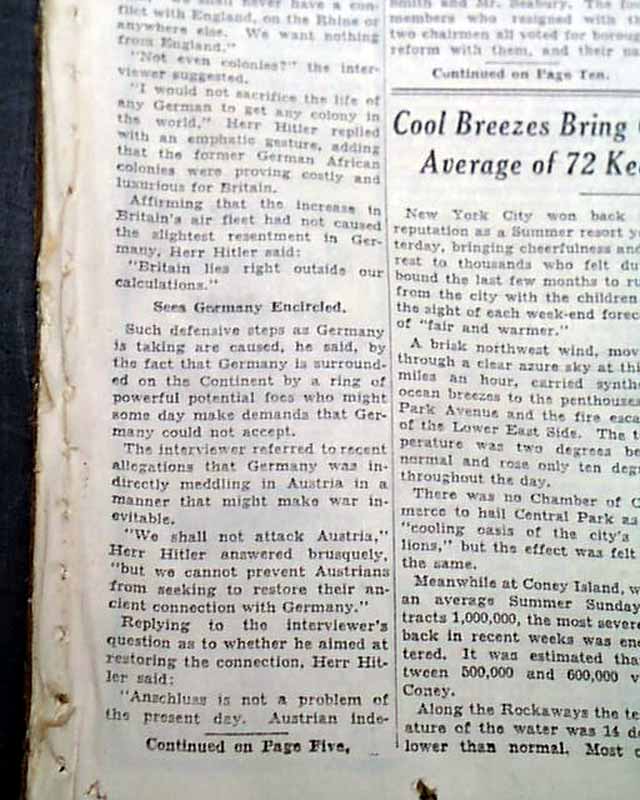 flict with England, on the Rhine or
anywhere else. We want nothing
from England."
"Not even colonies?" the inter-
viewer suggested.
"I would not sacrifice the life of
any German to get any colony in
the world," Herr Hitler replied
with an emphatic gesture, adding
that the former German African
colonies were proving costly and
luxurious for Britain.
Affirming that the increase in
Britain's air fleet had not caused
the slightest resentment in Ger-
many, Herr Hitler said:
"Britain lies right outside our
calculations."
Sees Germany Encircled.
Such defensive steps as Germany
is taking are caused, he said, by
the fact that Germany is surround-
ed on the Continent by a ring of
powerful potential foes who might
some day make demands that Ger-
many could not accept.
The interviewer referred to recent
allegations that Germany was in-
directly meddling in Austria in a
manner that might make war in-
evitable.
"We shall not attack Austria,"
Herr Hitler answered brusquely,
"but we cannot prevent Austrians
from seeking to restore their an-
cient connection with Germany."
Replying to the interviewer's
question as to whether he aimed at
restoring the connection, Herr Hit-
ler said:
"Anschluss is not a problem of
the present day. Austrian inde-
Continued on Page Five.
Smith and Mr. Seabury. The
members who resigned with
two chairmen all voted for
reform with them, and their
Continued on Page Ten.
Cool Breezes Bring
Average of 72
New York City won back
reputation as a Summer resort
terday, bringing cheerfulness and
rest to thousands who felt
bound the last few months to
from the city with the children
the sight of each week-end
of "fair and warmer."
A brisk northwest wind,
through a clear azure sky at
miles an hour, carried
ocean breezes to the penthouses
Park Avenue and the fire
of the Lower East Side. The
perature was two degrees
normal and rose only ten
throughout the day.
There was no Chamber of
merce to hail Central Park as
"cooling oasis of the city's
lions," but the effect was felt
the same.
Meanwhile at Coney Island,
an average Summer Sunday
tracts 1,000,000, the most
back in recent weeks was
tered. It was estimated
tween 500,000 and 600,000
Coney.
Along the Rockaways the
ature of the water was 14
lower than normal. Most